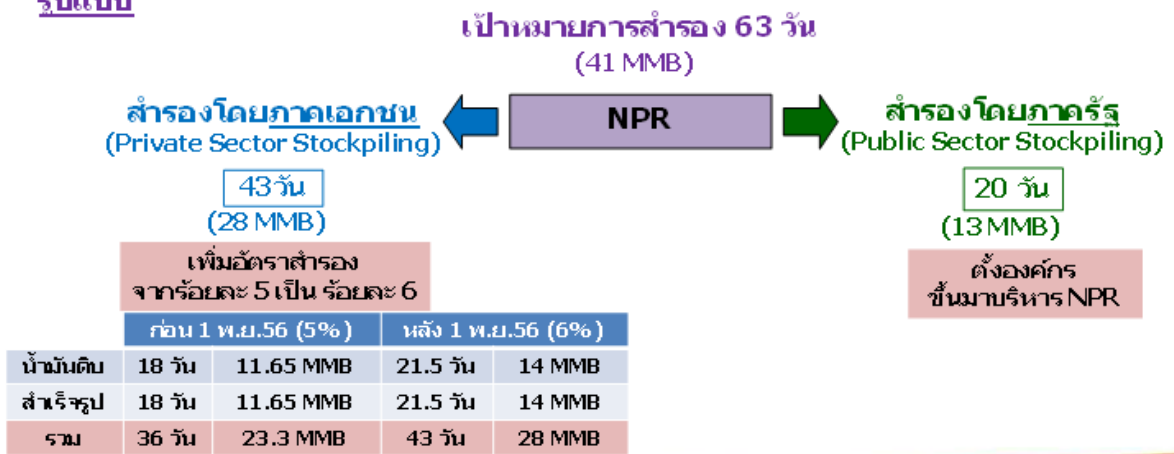 รูปแบบ
เป้าหมายการสำรอง 63 วัน
(41 MMB)
สำรองโดยภาคเอกชน
(Private Sector Stockpiling)
43วัน
(28 MMB)
NPR
สำรองโดยภาครัฐ
(Public Sector Stockpiling)
20 วัน
(13 MMB)
เพิ่มอัตราสำรอง
จากร้อยละ 5 เป็น ร้อยละ 6
ตั้งองค์กร
ขึ้นมาบริหาร NPR
ก่อน 1 พ.ย.56 (5%) หลัง 1 พ.ย.56 (6%)
น้ำมันดิบ 18 วัน 11.65 MMB 21.5 วัน 14 MMB
สำเร็จรูป 18 วัน 11.65 MMB 21.5 วัน 14 MMB
รวม 36 วัน 23.3 MMB 43 วัน 28 MMB